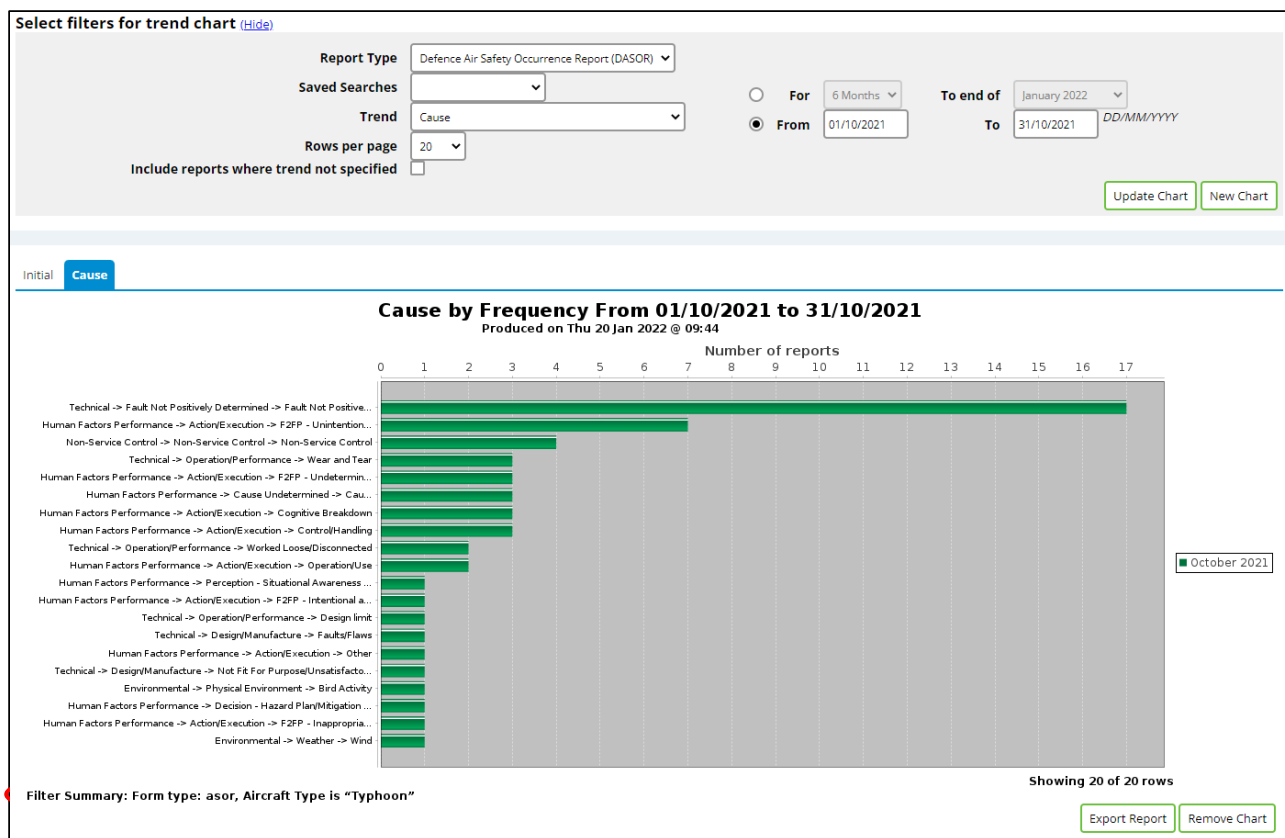 Select filters for trend chart (Hide)
Report Type Defence Air Safety Occurrence Report (DASOR)
Saved Searches
For 6 Months To end of January 2022
Trend Cause
From 01/10/2021 To 31/10/2021 DD/MM/YYYY
Rows per page 20
Include reports where trend not specified
Update Chart New Chart
Initial Cause
Cause by Frequency From 01/10/2021 to 31/10/2021
Produced on Thu 20 Jan 2022 @ 09:44
Number of reports
0 1 2 3 4 5 6 7 8 9 10 11 12 13 14 15 16 17
Technical -> Fault Not Positively Determined -> Fault Not Positive...
Human Factors Performance -> Action/Execution -> F2FP - Unintention...
Non-Service Control -> Non-Service Control -> Non-Service Control
Technical -> Operation/Performance -> Wear and Tear
Human Factors Performance -> Action/Execution -> F2FP - Undetermin...
Human Factors Performance -> Cause Undetermined -> Cau...
Human Factors Performance -> Action/Execution -> Cognitive Breakdown
Human Factors Performance -> Action/Execution -> Control/Handling
Technical -> Operation/Performance -> Worked Loose/Disconnected
Human Factors Performance -> Action/Execution -> Operation/Use
October 2021
Human Factors Performance -> Perception - Situational Awareness ...
Human Factors Performance -> Action/Execution -> F2FP - Intentional a...
Technical -> Operation/Performance -> Design limit
Technical -> Design/Manufacture -> Faults/Flaws
Human Factors Performance -> Action/Execution -> Other
Technical -> Design/Manufacture -> Not Fit For Purpose/Unsatisfacto...
Environmental -> Physical Environment -> Bird Activity
Human Factors Performance -> Decision - Hazard Plan/Mitigation ...
Human Factors Performance -> Action/Execution -> F2FP - Inappropria...
Environmental -> Weather -> Wind
Showing 20 of 20 rows
Filter Summary: Form type: asor, Aircraft Type is “Typhoon”
Export Report Remove Chart